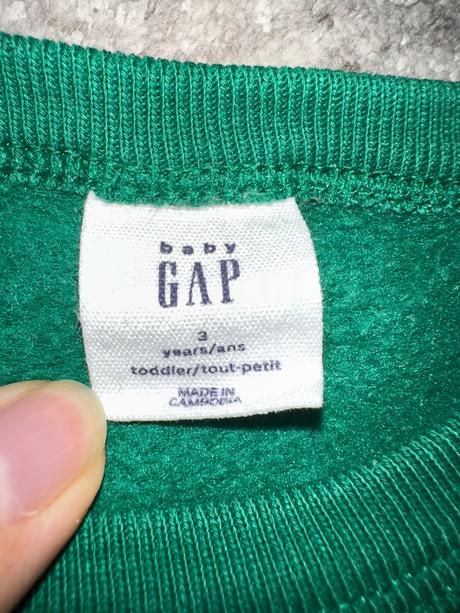 baby
GAP
3
years/ans
toddler/tout-petit
MADE IN
CAMBODIA